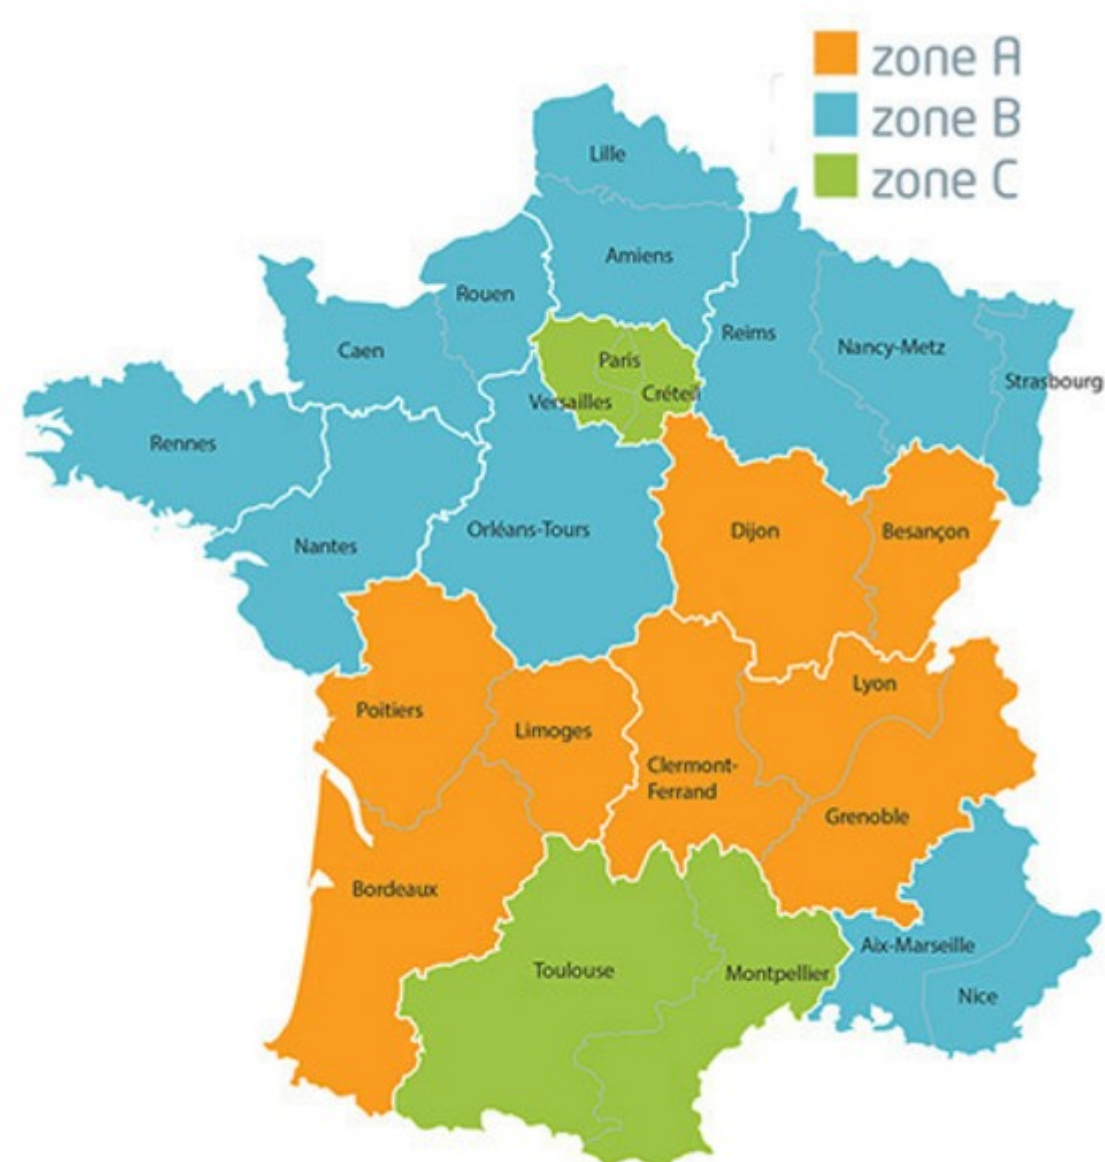 zone A
zone B
zone C
Lille
Amiens
Rouen
Reims
Caen
Nancy-Metz
Paris
Strasbourg
Créteil
Versailles
Rennes
Orléans-Tours
Dijon
Besançon
Nantes
Lyon
Poitiers
Limoges
Clermont-
Ferrand
Grenoble
Bordeaux
Aix-Marseille
Toulouse
Montpellier
Nice